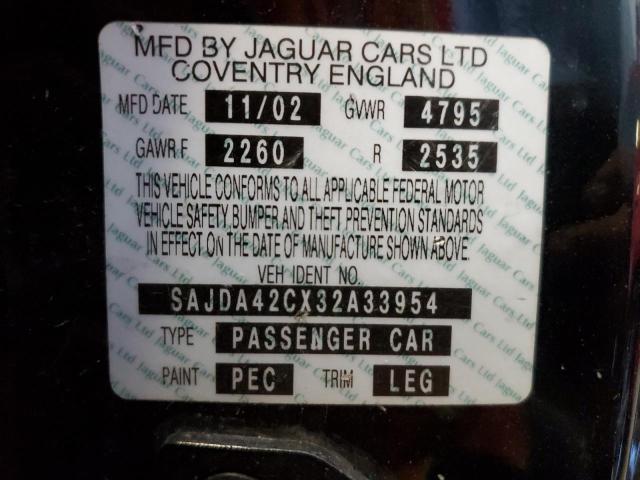 MFD BY JAGUAR CARS LTD
COVENTRY ENGLAND
MFD DATE 11/02 GVWR 4795
GAWR F 2260 R 2535
THIS VEHICLE CONFORMS TO ALL APPLICABLE FEDERAL MOTOR
VEHICLE SAFETY, BUMPER AND THEFT PREVENTION STANDARDS
IN EFFECT ON THE DATE OF MANUFACTURE SHOWN ABOVE.
VEH IDENT NO.
SAJDA42CX32A33954
TYPE PASSENGER CAR
PAINT PEC TRIM LEG